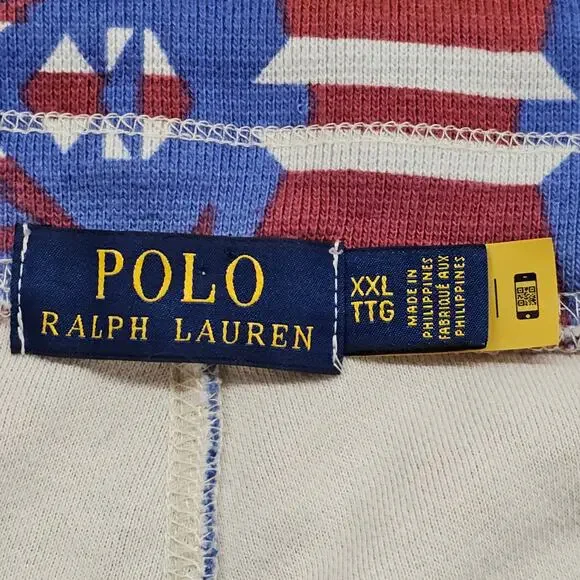 POLO
RALPH LAUREN
XXL
TTG
MADE IN
PHILIPPINES
FABRIQUÉ AUX
PHILIPPINES